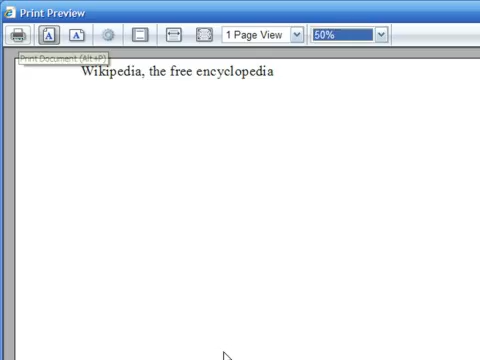 Print Preview
1 Page View
50%
Print Document (Alt+P)
Wikipedia, the free encyclopedia